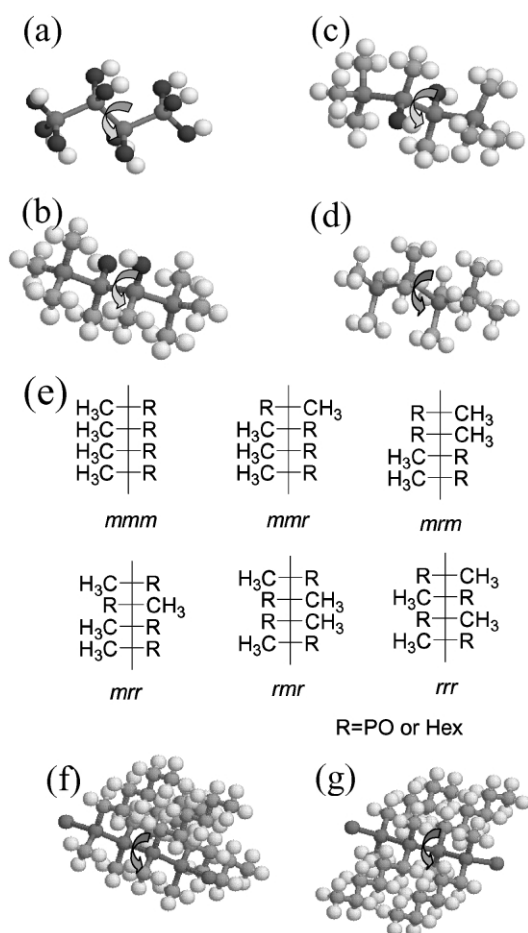 (a)
(c)
(b)
(d)
(e)
H₃C R
H₃C R
H₃C R
H₃C R
mmm
R CH₃
H₃C R
H₃C R
H₃C R
mmr
R CH₃
R CH₃
H₃C R
H₃C R
mrm
H₃C R
R CH₃
H₃C R
H₃C R
mrr
H₃C R
R CH₃
R CH₃
H₃C R
rmr
R CH₃
H₃C R
R CH₃
H₃C R
rrr
R=PO or Hex
(f)
(g)